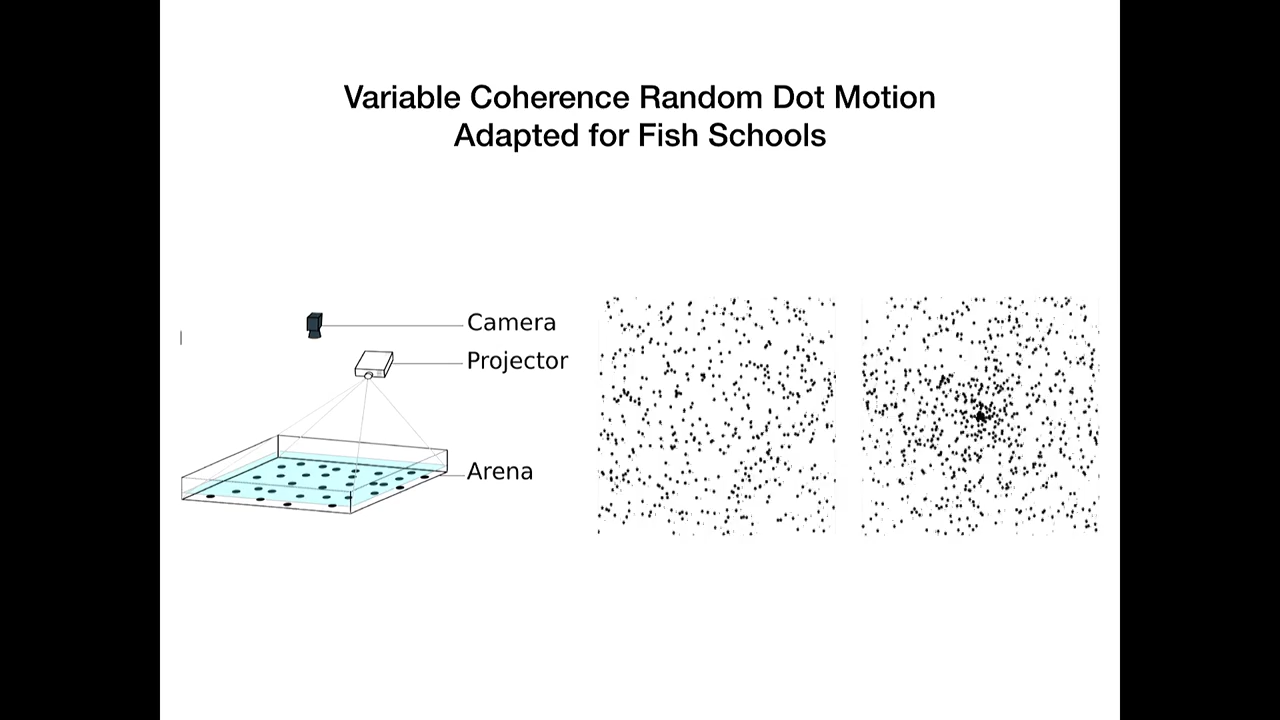 Variable Coherence Random Dot Motion
Adapted for Fish Schools
Camera
Projector
Arena